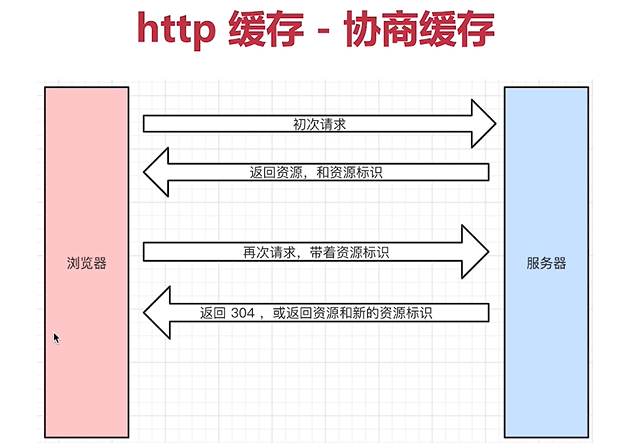 http 缓存 - 协商缓存
初次请求
返回资源，和资源标识
再次请求，带着资源标识
浏览器
服务器
返回 304 ，或返回资源和新的资源标识